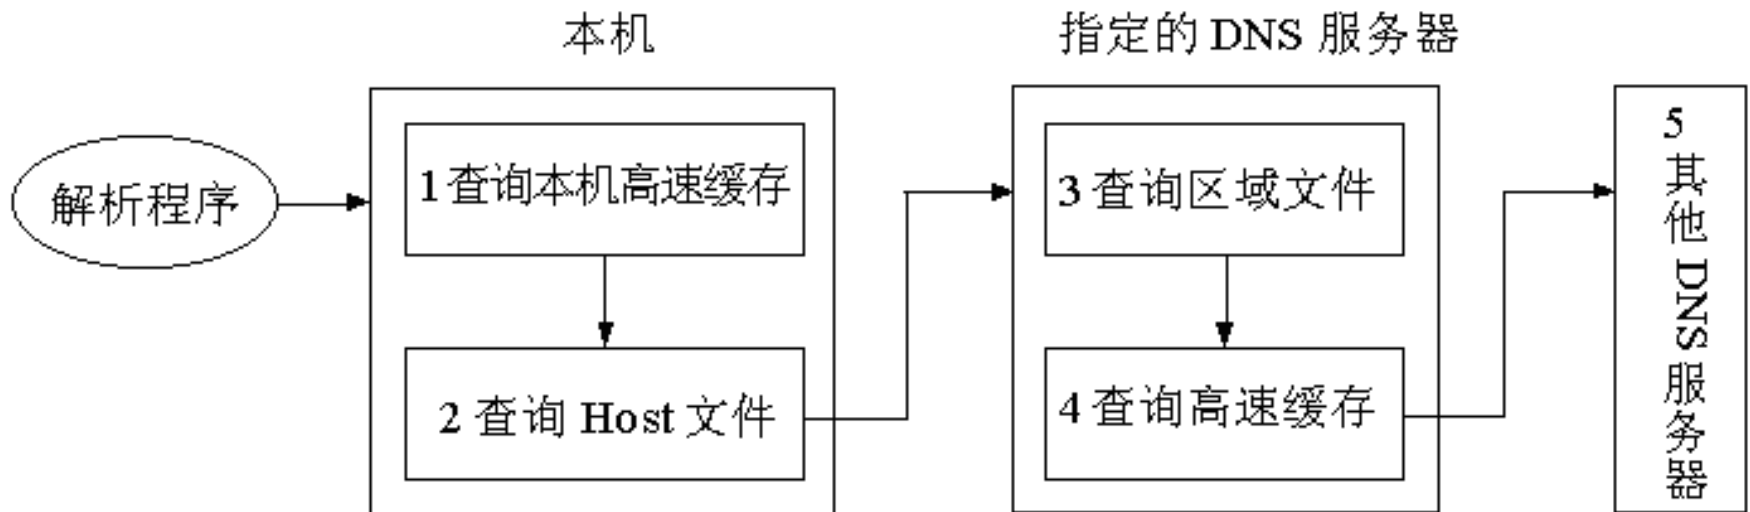 本机
指定的 DNS 服务器
解析程序
1 查询本机高速缓存
2 查询 Host 文件
3 查询区域文件
4 查询高速缓存
5 其他 DNS 服务器